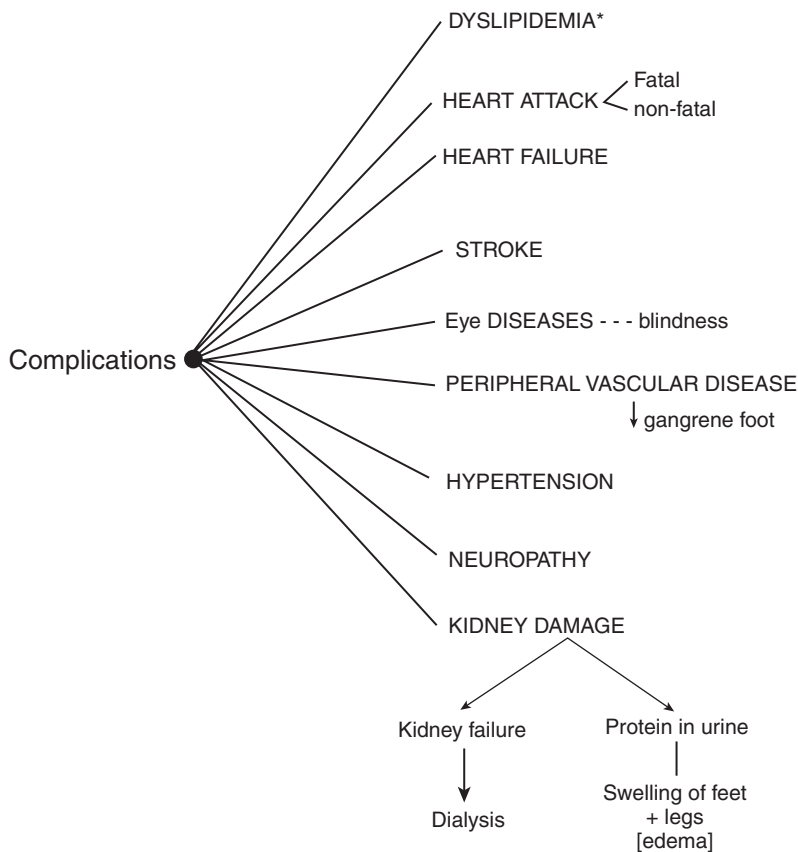 DYSLIPIDEMIA*
HEART ATTACK
Fatal
non-fatal
HEART FAILURE
STROKE
Eye DISEASES - - - blindness
Complications
PERIPHERAL VASCULAR DISEASE
gangrene foot
HYPERTENSION
NEUROPATHY
KIDNEY DAMAGE
Kidney failure
Dialysis
Protein in urine
Swelling of feet
+ legs
[edema]